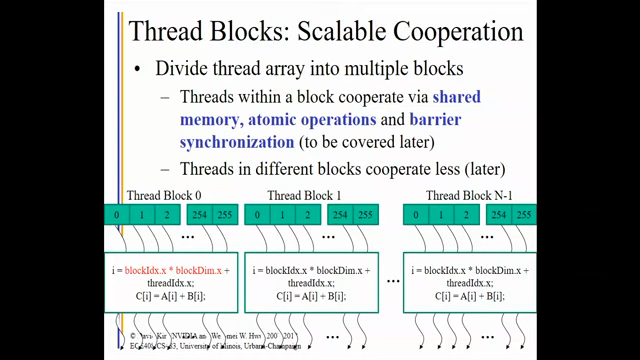 Thread Blocks: Scalable Cooperation
• Divide thread array into multiple blocks
– Threads within a block cooperate via shared
memory, atomic operations and barrier
synchronization (to be covered later)
– Threads in different blocks cooperate less (later)
Thread Block 0 Thread Block 1 Thread Block N-1
0 1 2 254 255 0 1 2 254 255 0 1 2 254 255
... ... ...
i = blockIdx.x * blockDim.x + i = blockIdx.x * blockDim.x + i = blockIdx.x * blockDim.x +
threadIdx.x; threadIdx.x; threadIdx.x;
C[i] = A[i] + B[i]; C[i] = A[i] + B[i]; ... C[i] = A[i] + B[i];
... ... ...
University of Illinois,